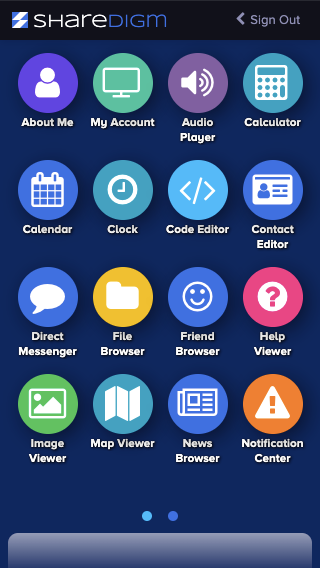 SHAREDIGM
Sign Out
About Me
My Account
Audio
Player
Calculator
Calendar
Clock
Code Editor
Contact
Editor
Direct
Messenger
File
Browser
Friend
Browser
Help
Viewer
Image
Viewer
Map Viewer
News
Browser
Notification
Center